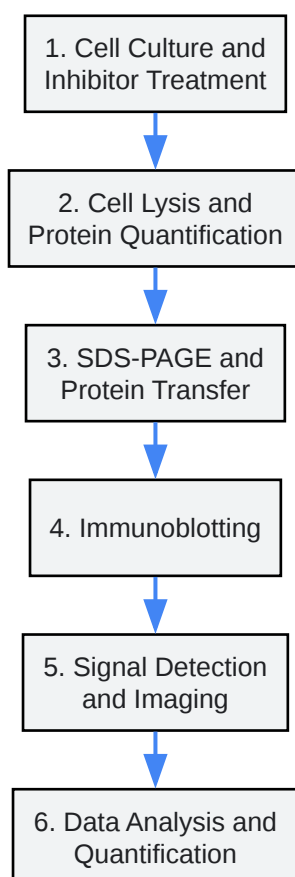 1. Cell Culture and
Inhibitor Treatment
2. Cell Lysis and
Protein Quantification
3. SDS-PAGE and
Protein Transfer
4. Immunoblotting
5. Signal Detection
and Imaging
6. Data Analysis and
Quantification